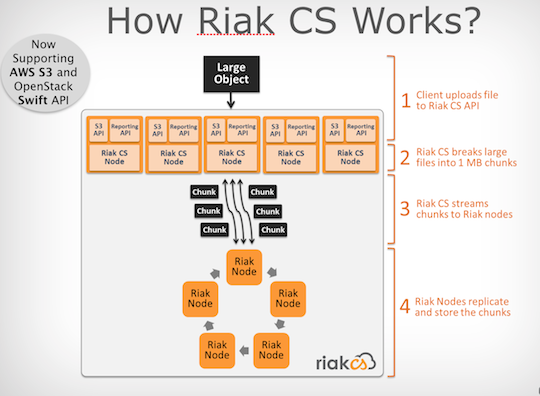 How Riak CS Works?
Now
Supporting
AWS S3 and
OpenStack
Swift API
Large
Object
1 Client uploads file
to Riak CS API
S3
API
Reporting
API
S3
API
Reporting
API
S3
API
Reporting
API
S3
API
Reporting
API
S3
API
Reporting
API
Riak CS
Node
Riak CS
Node
Riak CS
Node
Riak CS
Node
Riak CS
Node
2 Riak CS breaks large
files into 1 MB chunks
Chunk
Chunk
Chunk
Chunk
Chunk
Chunk
3 Riak CS streams
chunks to Riak nodes
Riak
Node
Riak
Node
Riak
Node
Riak
Node
Riak
Node
4 Riak Nodes replicate
and store the chunks
riakcs